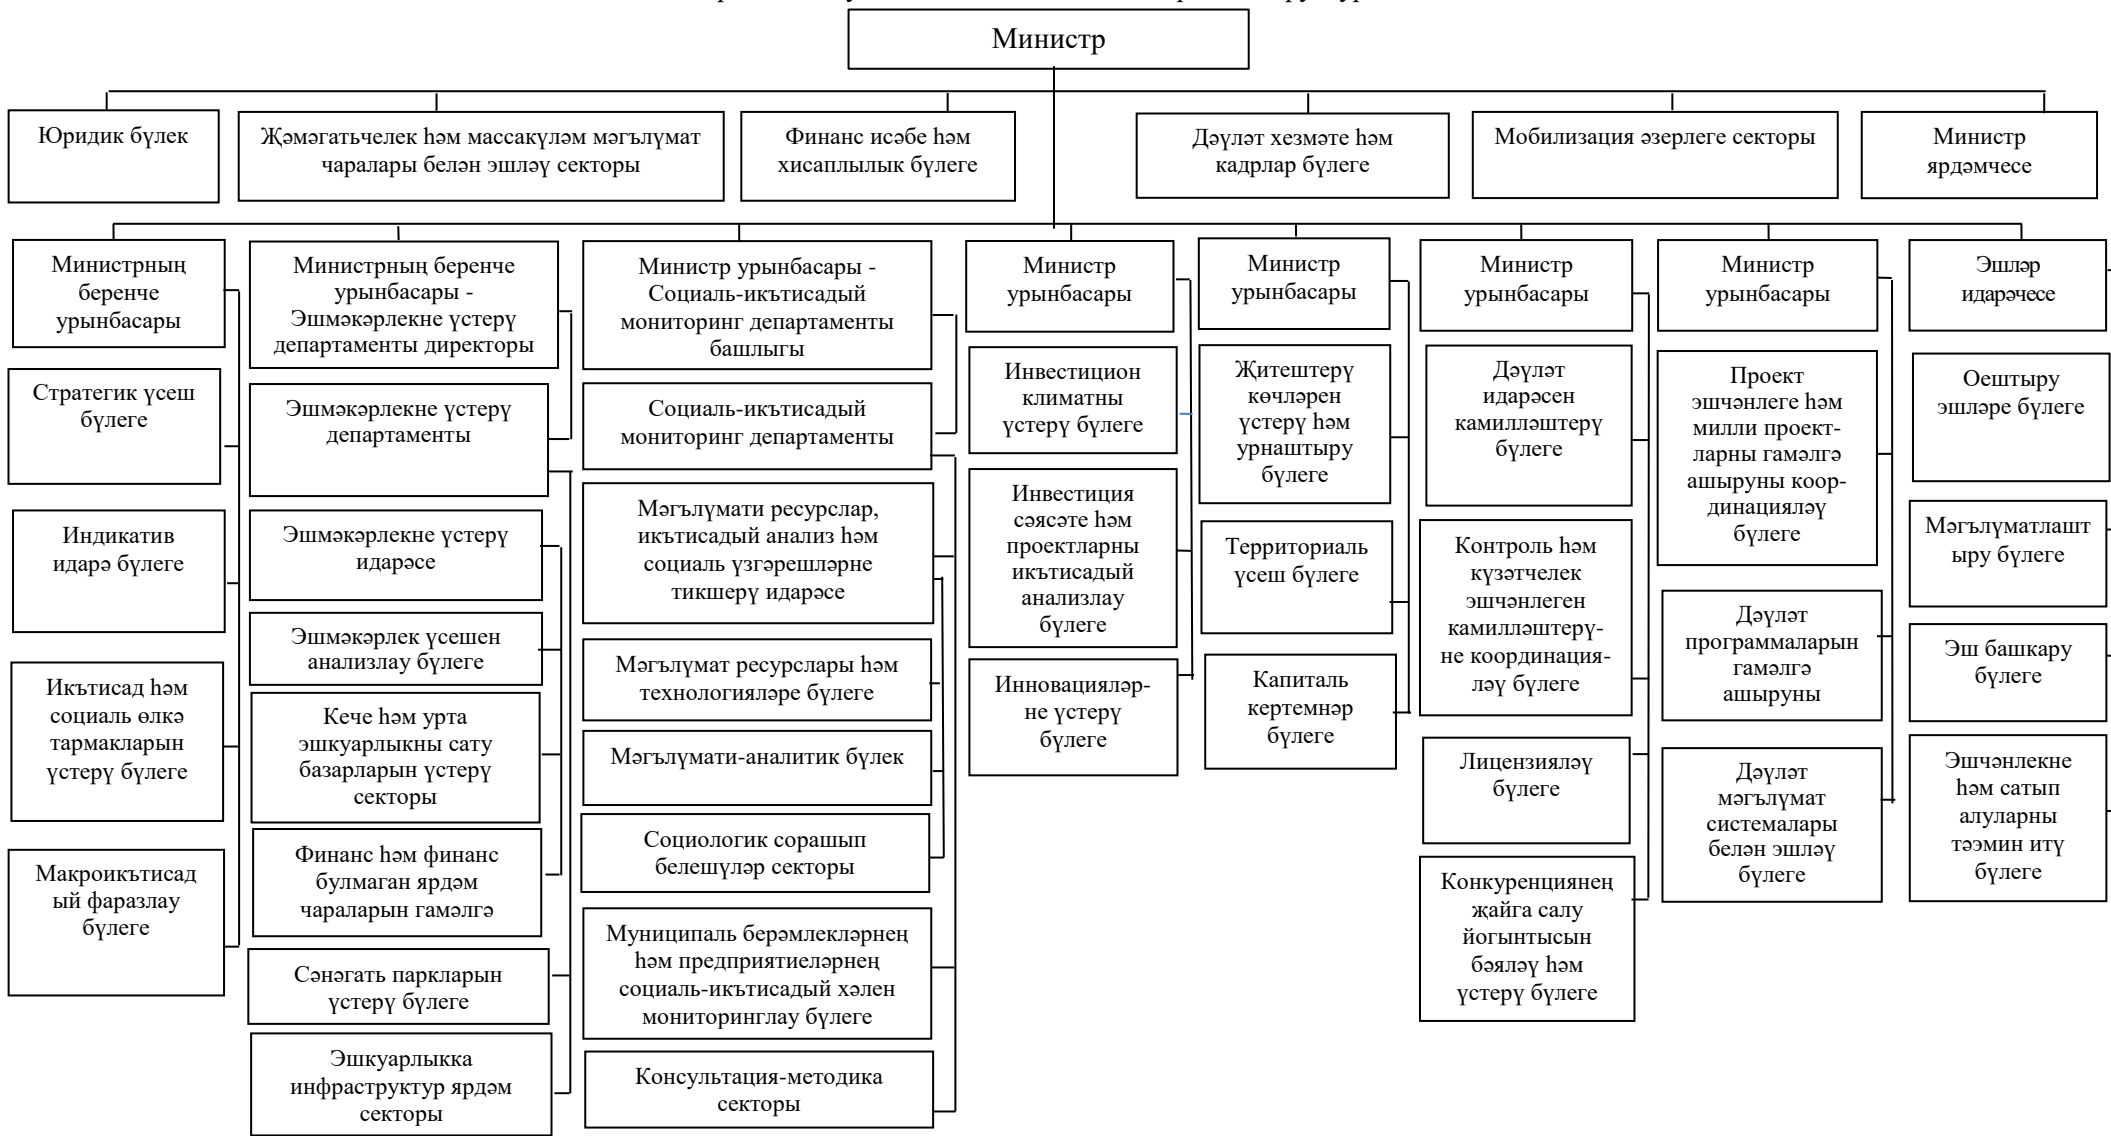 Министр
Юридик бүлек
Җәмәгатьчелек һәм массакүләм мәгълүмат
чаралары белән эшләү секторы
Финанс исәбе һәм
хисаплылык бүлеге
Дәүләт хезмәте һәм
кадрлар бүлеге
Мобилизация әзерлеге секторы
Министр
ярдәмчесе
Министрның
беренче
урынбасары
Стратегик үсеш
бүлеге
Индикатив
идарә бүлеге
Икътисад һәм
социаль өлкә
тармакларын
үстерү бүлеге
Макроикътисад
ый фаразлау
бүлеге
Министрның беренче
урынбасары -
Эшмәкәрлекне үстерү
департаменты директоры
Эшмәкәрлекне үстерү
департаменты
Эшмәкәрлекне үстерү
идарәсе
Эшмәкәрлек үсешен
анализлау бүлеге
Кече һәм урта
эшкуарлыкны сату
базарларын үстерү
секторы
Финанс һәм финанс
булмаган ярдәм
чараларын гамәлгә
Сәнәгать паркларын
үстерү бүлеге
Эшкуарлыкка
инфраструктур ярдәм
секторы
Министр урынбасары -
Социаль-икътисадый
мониторинг департаменты
башлыгы
Социаль-икътисадый
мониторинг департаменты
Мәгълүмати ресурслар,
икътисадый анализ һәм
социаль үзгәрешләрне
тикшерү идарәсе
Мәгълүмат ресурслары һәм
технологияләре бүлеге
Мәгълүмати-аналитик бүлек
Социологик сорашып
белешүләр секторы
Муниципаль берәмлекләрнең
һәм предприятиеләрнең
социаль-икътисадый хәлен
мониторинглау бүлеге
Консультация-методика
секторы
Министр
урынбасары
Инвестицион
климатны
үстерү бүлеге
Инвестиция
сәясәте һәм
проектларны
икътисадый
анализлау
бүлеге
Инновацияләр-
не үстерү
бүлеге
Министр
урынбасары
Җитештерү
көчләрен
үстерү һәм
урнаштыру
бүлеге
Территориаль
үсеш бүлеге
Капиталь
кертемнәр
бүлеге
Министр
урынбасары
Дәүләт
идарәсен
камилләштерү
бүлеге
Контроль һәм
күзәтчелек
эшчәнлеген
камилләштерү-
не координация-
ләү бүлеге
Лицензияләү
бүлеге
Конкуренциянең
җайга салу
йогынтысын
бәяләү һәм
үстерү бүлеге
Министр
урынбасары
Проект
эшчәнлеге һәм
милли проект-
ларны гамәлгә
ашыруны коор-
динацияләү
бүлеге
Дәүләт
программаларын
гамәлгә
ашыруны
Дәүләт
мәгълүмат
системалары
белән эшләү
бүлеге
Эшләр
идарәчесе
Оештыру
эшләре бүлеге
Мәгълүматлашт
ыру бүлеге
Эш башкару
бүлеге
Эшчәнлекне
һәм сатып
алуларны
тәэмин итү
бүлеге